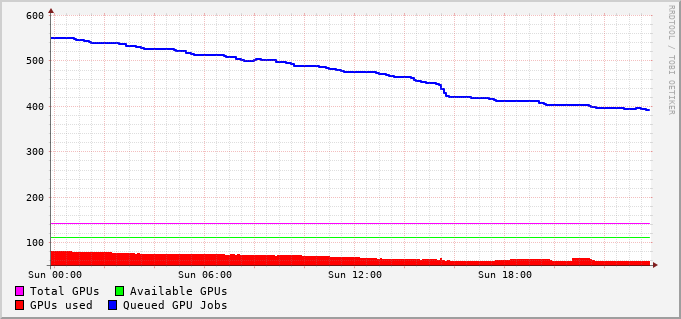 600
500
400
300
200
100
Sun 00:00 Sun 06:00 Sun 12:00 Sun 18:00
Total GPUs Available GPUs
GPUs used Queued GPU Jobs
RRDTOOL / TOBI OETIKER